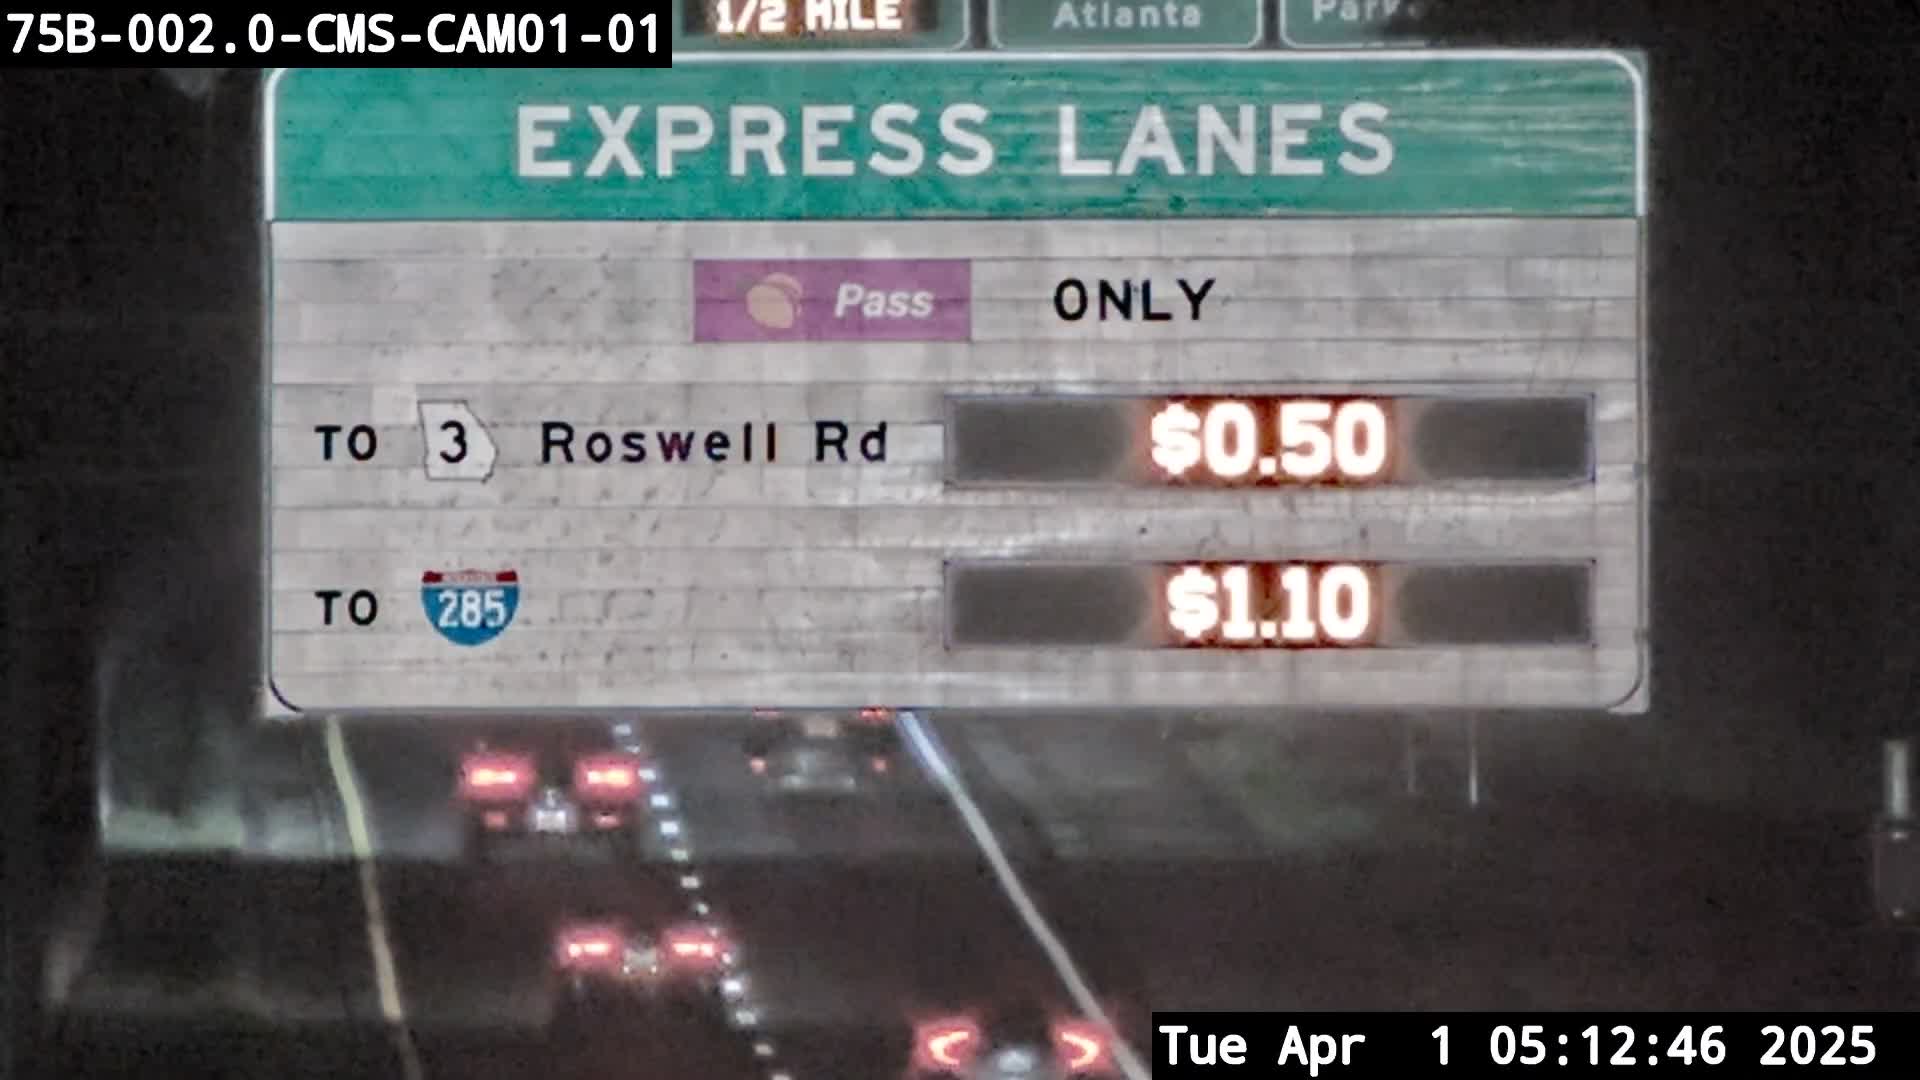 75B-002.0-CMS-CAM01-01
1/2 MILE
Atlanta
EXPRESS LANES
Pass ONLY
TO 3 Roswell Rd $0.50
TO 285 $1.10
Tue Apr 1 05:12:46 2025